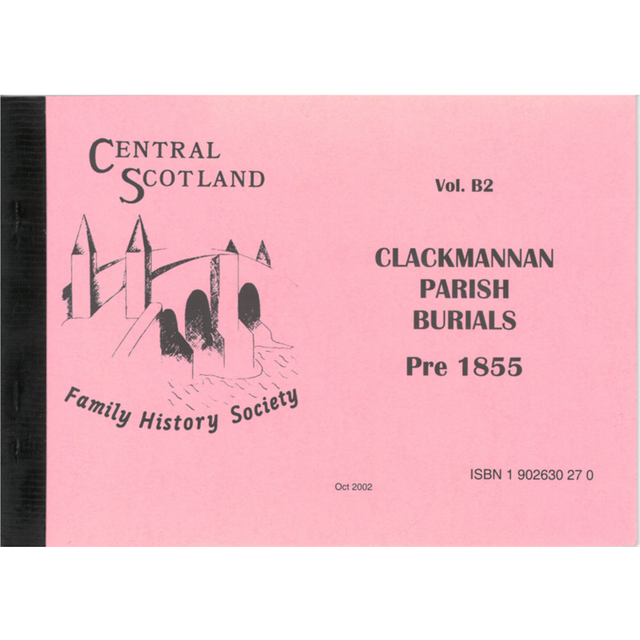 CENTRAL
SCOTLAND
Family History Society
Vol. B2
CLACKMANNAN
PARISH
BURIALS
Pre 1855
ISBN 1 902630 27 0
Oct 2002